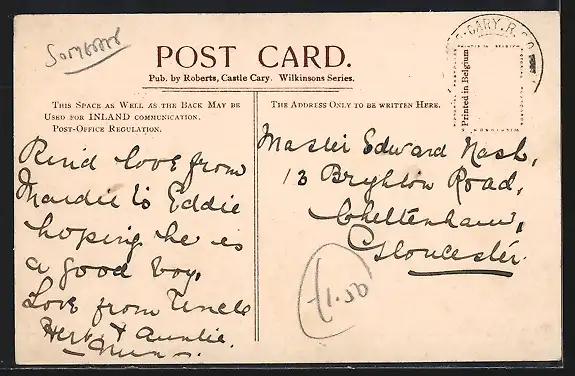 Somerset
POST CARD.
Pub. by Roberts, Castle Cary. Wilkinsons Series.
CARY. R.S.O.
Printed in Belgium
THIS SPACE AS WELL AS THE BACK MAY BE
USED FOR INLAND COMMUNICATION.
POST-OFFICE REGULATION.
THE ADDRESS ONLY TO BE WRITTEN HERE.
Kind love from
Mardie to Eddie
hoping he is
a good boy.
Love from Uncle
Herb & Auntie.
Master Edward Nash,
13 Bryhton Road,
Cheltenham,
Gloucester.
£1.50